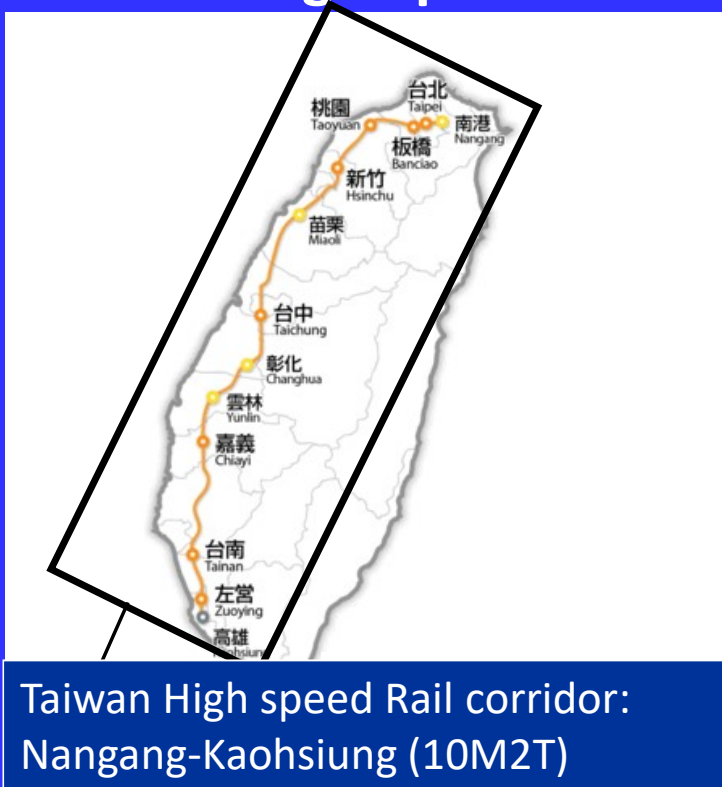 台北
Taipei
桃園
Taoyuan
南港
Nangang
板橋
Banciao
新竹
Hsinchu
苗栗
Miaoli
台中
Taichung
彰化
Changhua
雲林
Yunlin
嘉義
Chiayi
台南
Tainan
左營
Zuoying
高雄
Taiwan High speed Rail corridor:
Nangang-Kaohsiung (10M2T)